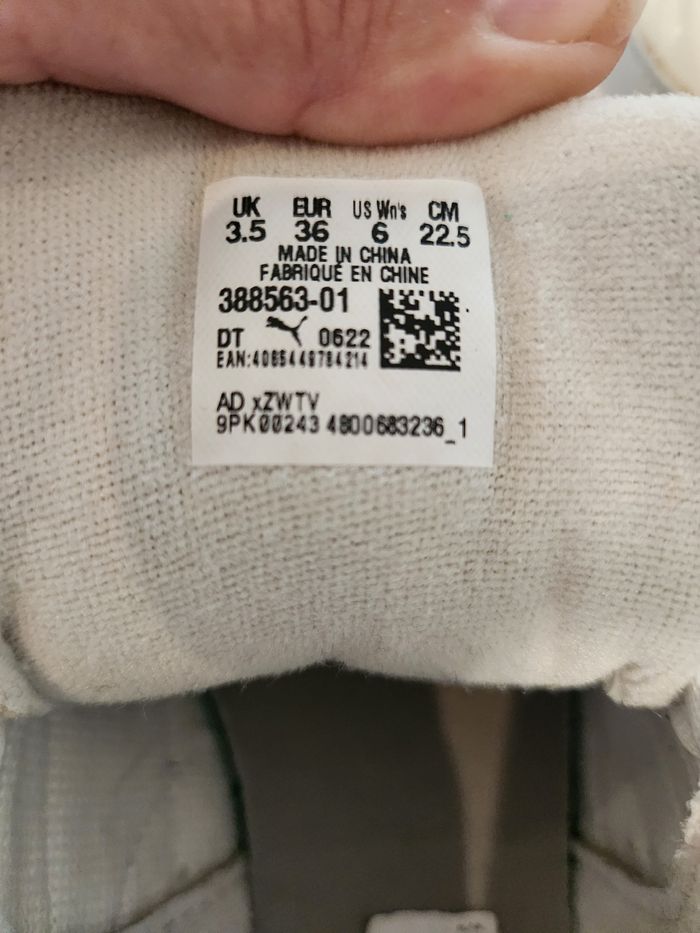 UK EUR US Wn's CM
3.5 36 6 22.5
MADE IN CHINA
FABRIQUÉ EN CHINE
388563-01
DT 0622
EAN:4065449784214
AD xZWTV
9PK00243 4800683236_1